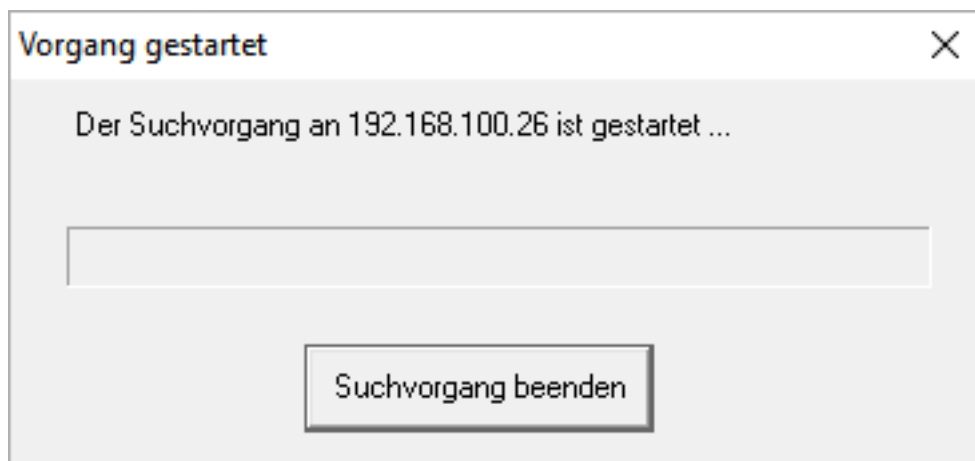 Vorgang gestartet
Der Suchvorgang an 192.168.100.26 ist gestartet ...
Suchvorgang beenden